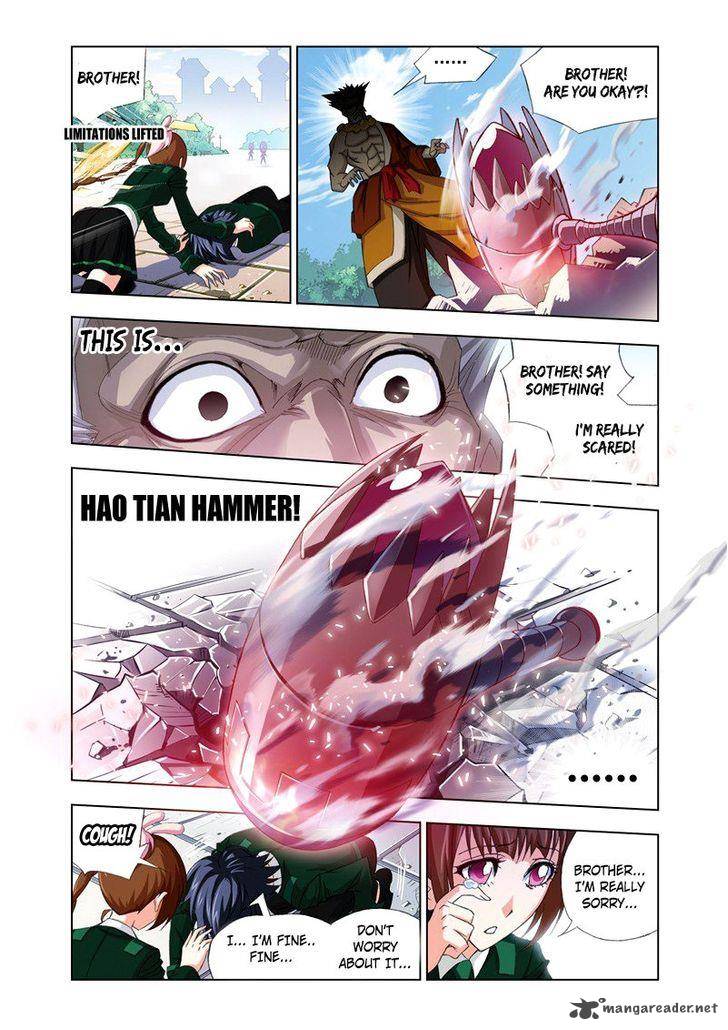 BROTHER!
LIMITATIONS LIFTED
......
BROTHER!
ARE YOU OKAY?!
THIS IS...
BROTHER! SAY
SOMETHING!
I'M REALLY
SCARED!
HAO TIAN HAMMER!
......
COUGH!
I... I'M FINE..
FINE...
DON'T
WORRY
ABOUT IT...
BROTHER...
I'M REALLY
SORRY...
mangareader.net